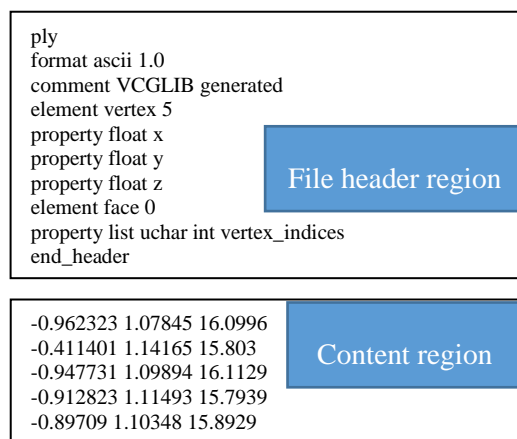 ply
format ascii 1.0
comment VCGLIB generated
element vertex 5
property float x
property float y
property float z
element face 0
property list uchar int vertex_indices
end_header
File header region
-0.962323 1.07845 16.0996
-0.411401 1.14165 15.803
-0.947731 1.09894 16.1129
-0.912823 1.11493 15.7939
-0.89709 1.10348 15.8929
Content region